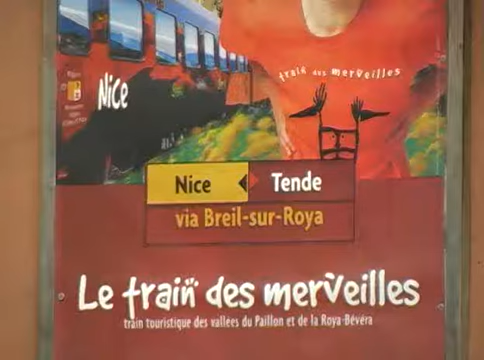 train des merveilles
Nice
Nice Tende
via Breil-sur-Roya
Le train des merveilles
train touristique des vallées du Paillon et de la Roya-Bévéra